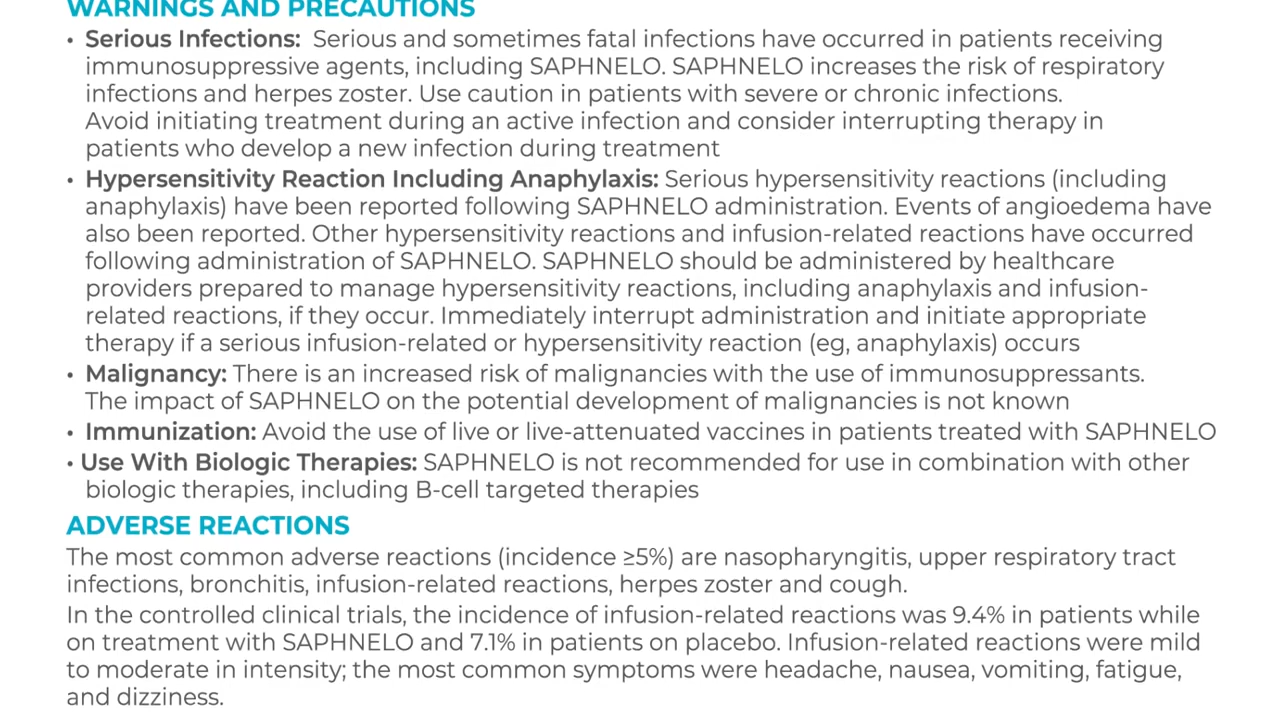 WARNINGS AND PRECAUTIONS
• Serious Infections: Serious and sometimes fatal infections have occurred in patients receiving
immunosuppressive agents, including SAPHNELO. SAPHNELO increases the risk of respiratory
infections and herpes zoster. Use caution in patients with severe or chronic infections.
Avoid initiating treatment during an active infection and consider interrupting therapy in
patients who develop a new infection during treatment
• Hypersensitivity Reaction Including Anaphylaxis: Serious hypersensitivity reactions (including
anaphylaxis) have been reported following SAPHNELO administration. Events of angioedema have
also been reported. Other hypersensitivity reactions and infusion-related reactions have occurred
following administration of SAPHNELO. SAPHNELO should be administered by healthcare
providers prepared to manage hypersensitivity reactions, including anaphylaxis and infusion-
related reactions, if they occur. Immediately interrupt administration and initiate appropriate
therapy if a serious infusion-related or hypersensitivity reaction (eg, anaphylaxis) occurs
• Malignancy: There is an increased risk of malignancies with the use of immunosuppressants.
The impact of SAPHNELO on the potential development of malignancies is not known
• Immunization: Avoid the use of live or live-attenuated vaccines in patients treated with SAPHNELO
• Use With Biologic Therapies: SAPHNELO is not recommended for use in combination with other
biologic therapies, including B-cell targeted therapies
ADVERSE REACTIONS
The most common adverse reactions (incidence ≥5%) are nasopharyngitis, upper respiratory tract
infections, bronchitis, infusion-related reactions, herpes zoster and cough.
In the controlled clinical trials, the incidence of infusion-related reactions was 9.4% in patients while
on treatment with SAPHNELO and 7.1% in patients on placebo. Infusion-related reactions were mild
to moderate in intensity; the most common symptoms were headache, nausea, vomiting, fatigue,
and dizziness.